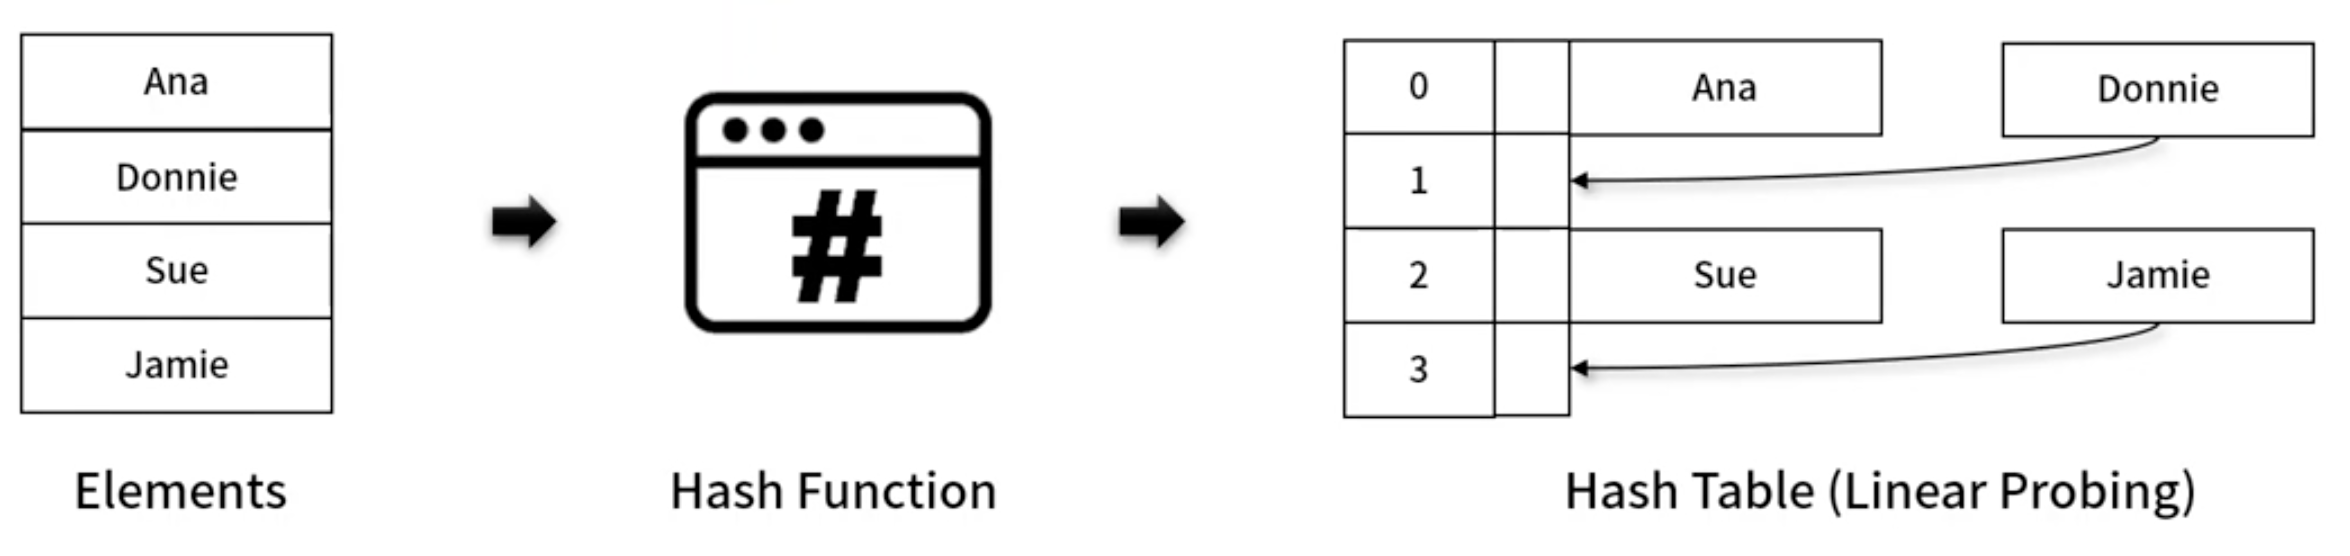 Ana
Donnie
Sue
Jamie
Elements
#
Hash Function
0
Ana
Donnie
1
2
Sue
Jamie
3
Hash Table (Linear Probing)